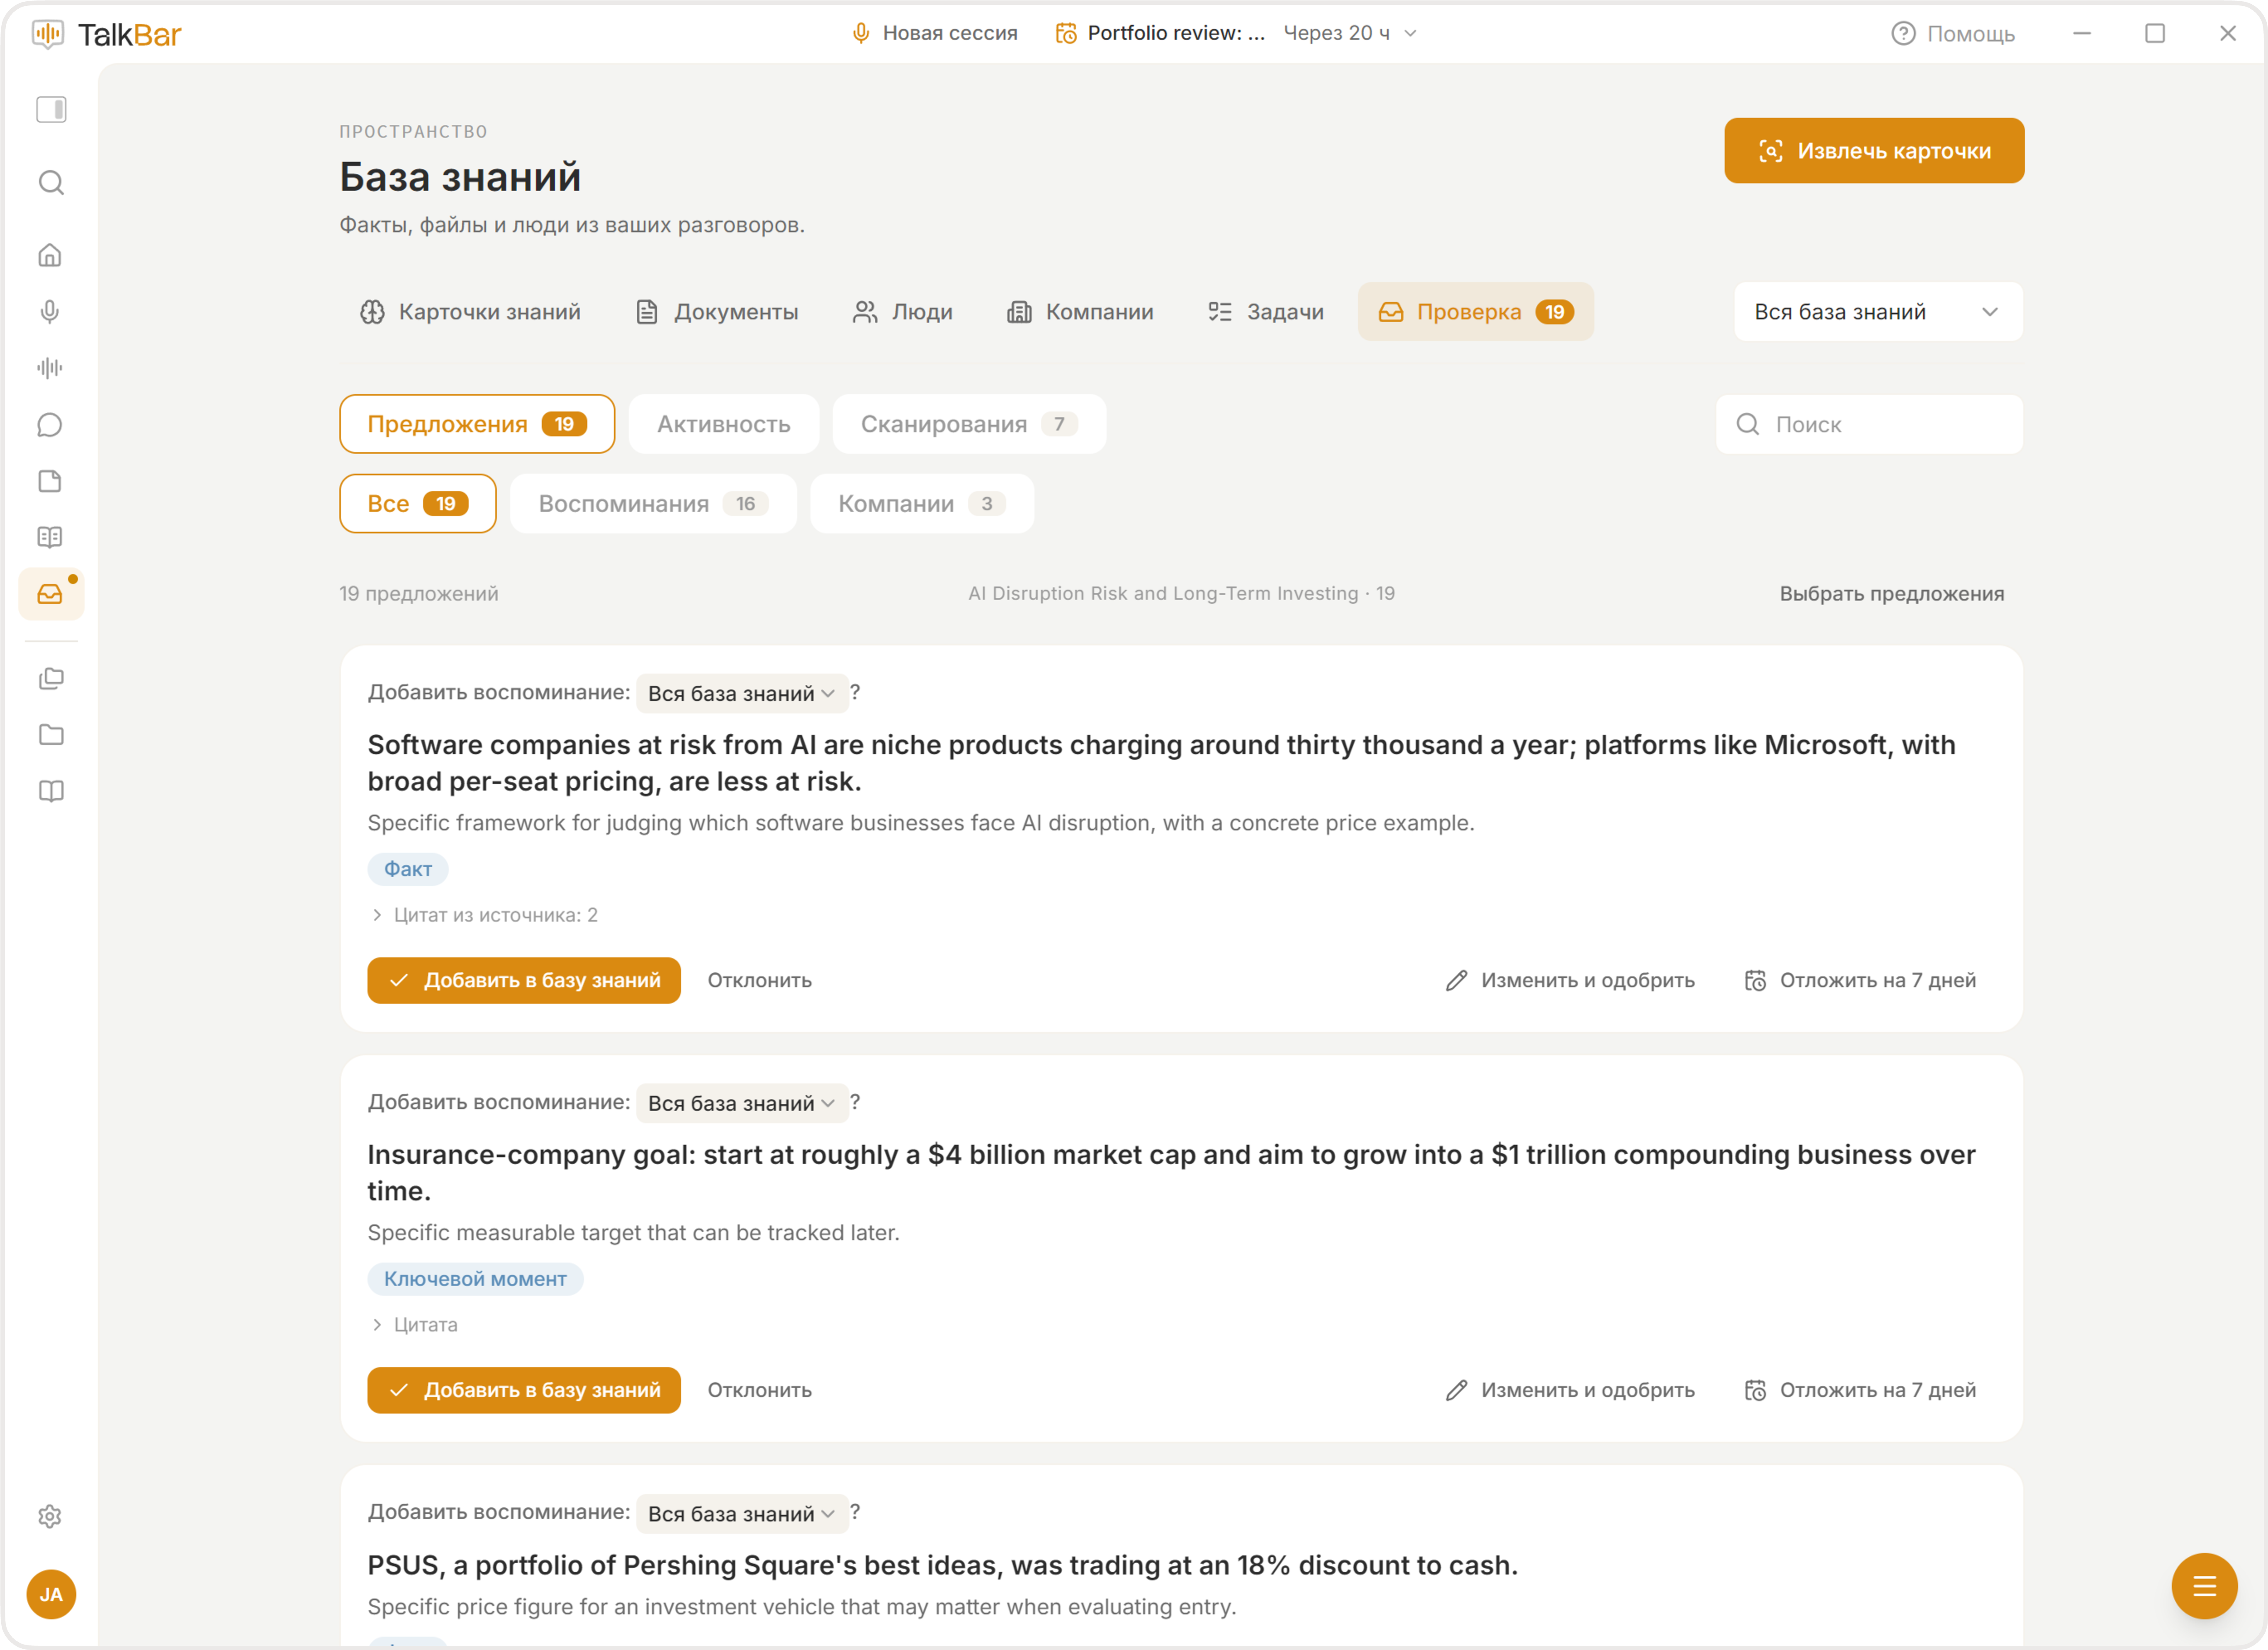 TalkBar
Новая сессия
Portfolio review: ... Через 20 ч
Помощь
ПРОСТРАНСТВО
База знаний
Факты, файлы и люди из ваших разговоров.
Извлечь карточки
Карточки знаний
Документы
Люди
Компании
Задачи
Проверка 19
Вся база знаний
Предложения 19
Активность
Сканирования 7
Поиск
Все 19
Воспоминания 16
Компании 3
19 предложений
AI Disruption Risk and Long-Term Investing · 19
Выбрать предложения
Добавить воспоминание: Вся база знаний ?
Software companies at risk from AI are niche products charging around thirty thousand a year; platforms like Microsoft, with
broad per-seat pricing, are less at risk.
Specific framework for judging which software businesses face AI disruption, with a concrete price example.
Факт
Цитат из источника: 2
Добавить в базу знаний
Отклонить
Изменить и одобрить
Отложить на 7 дней
Добавить воспоминание: Вся база знаний ?
Insurance-company goal: start at roughly a $4 billion market cap and aim to grow into a $1 trillion compounding business over
time.
Specific measurable target that can be tracked later.
Ключевой момент
Цитата
Добавить в базу знаний
Отклонить
Изменить и одобрить
Отложить на 7 дней
Добавить воспоминание: Вся база знаний ?
PSUS, a portfolio of Pershing Square's best ideas, was trading at an 18% discount to cash.
Specific price figure for an investment vehicle that may matter when evaluating entry.
JA